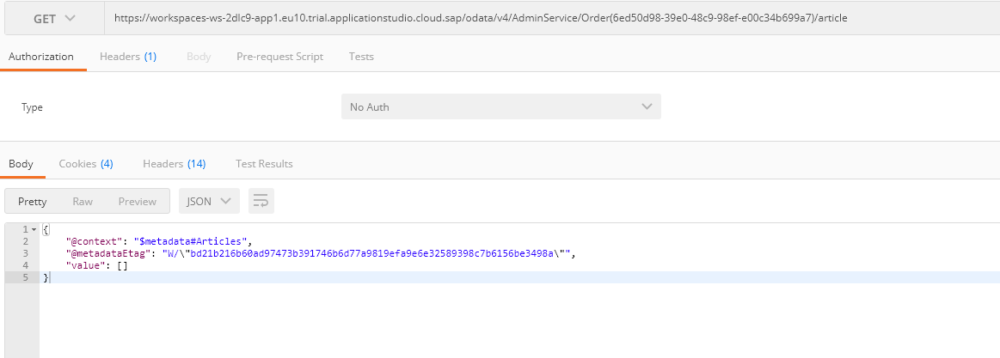 GET https://workspaces-ws-2dlc9-app1.eu10.trial.applicationstudio.cloud.sap/odata/v4/AdminService/Order(6ed50d98-39e0-48c9-98ef-e00c34b699a7)/article
Authorization Headers (1) Body Pre-request Script Tests
Type No Auth
Body Cookies (4) Headers (14) Test Results
Pretty Raw Preview JSON
1 {
2 "@context": "$metadata#Articles",
3 "@metadataEtag": "W/\"bd21b216b60ad97473b391746b6d77a9819efa9e6e32589398c7b6156be3498a\"",
4 "value": []
5 }